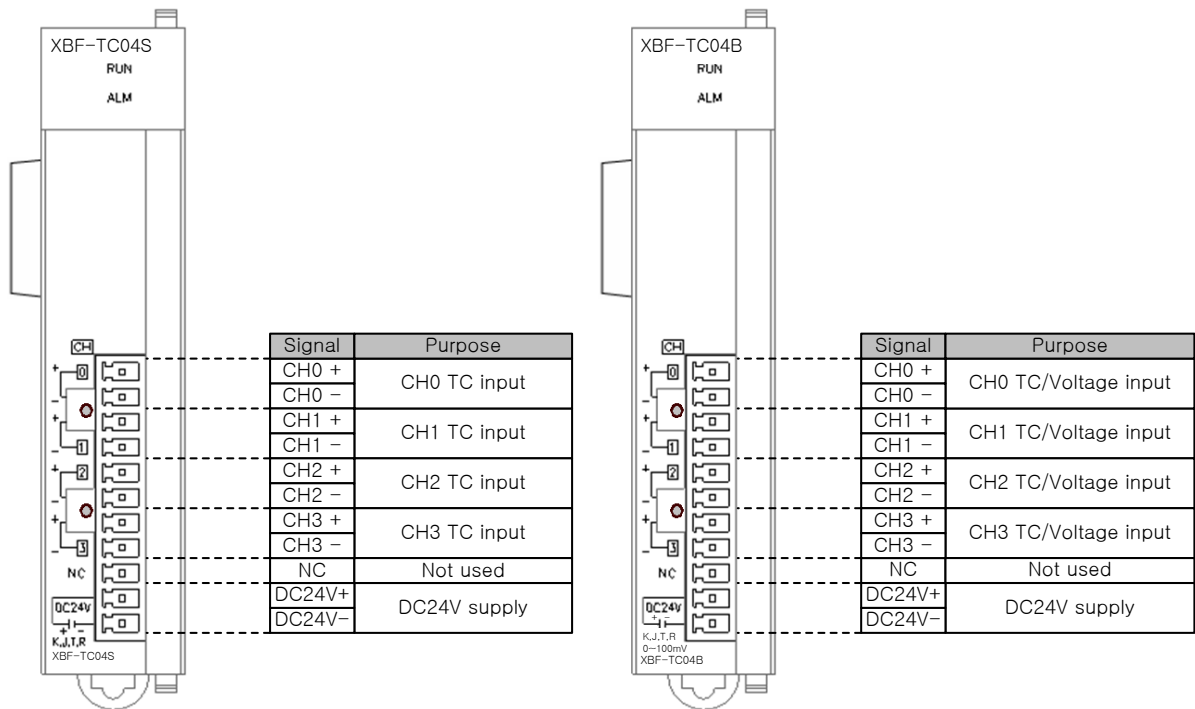 XBF-TC04S
RUN
ALM
CH
+ 0
-
+
- 1
+ 2
-
+
- 3
NC
DC24V
+ -
K,J,T,R
XBF-TC04S
Signal Purpose
CH0 + CH0 TC input
CH0 -
CH1 + CH1 TC input
CH1 -
CH2 + CH2 TC input
CH2 -
CH3 + CH3 TC input
CH3 -
NC Not used
DC24V+ DC24V supply
DC24V-
XBF-TC04B
RUN
ALM
CH
+ 0
-
+
- 1
+ 2
-
+
- 3
NC
DC24V
+ -
K,J,T,R
0~100mV
XBF-TC04B
Signal Purpose
CH0 + CH0 TC/Voltage input
CH0 -
CH1 + CH1 TC/Voltage input
CH1 -
CH2 + CH2 TC/Voltage input
CH2 -
CH3 + CH3 TC/Voltage input
CH3 -
NC Not used
DC24V+ DC24V supply
DC24V-